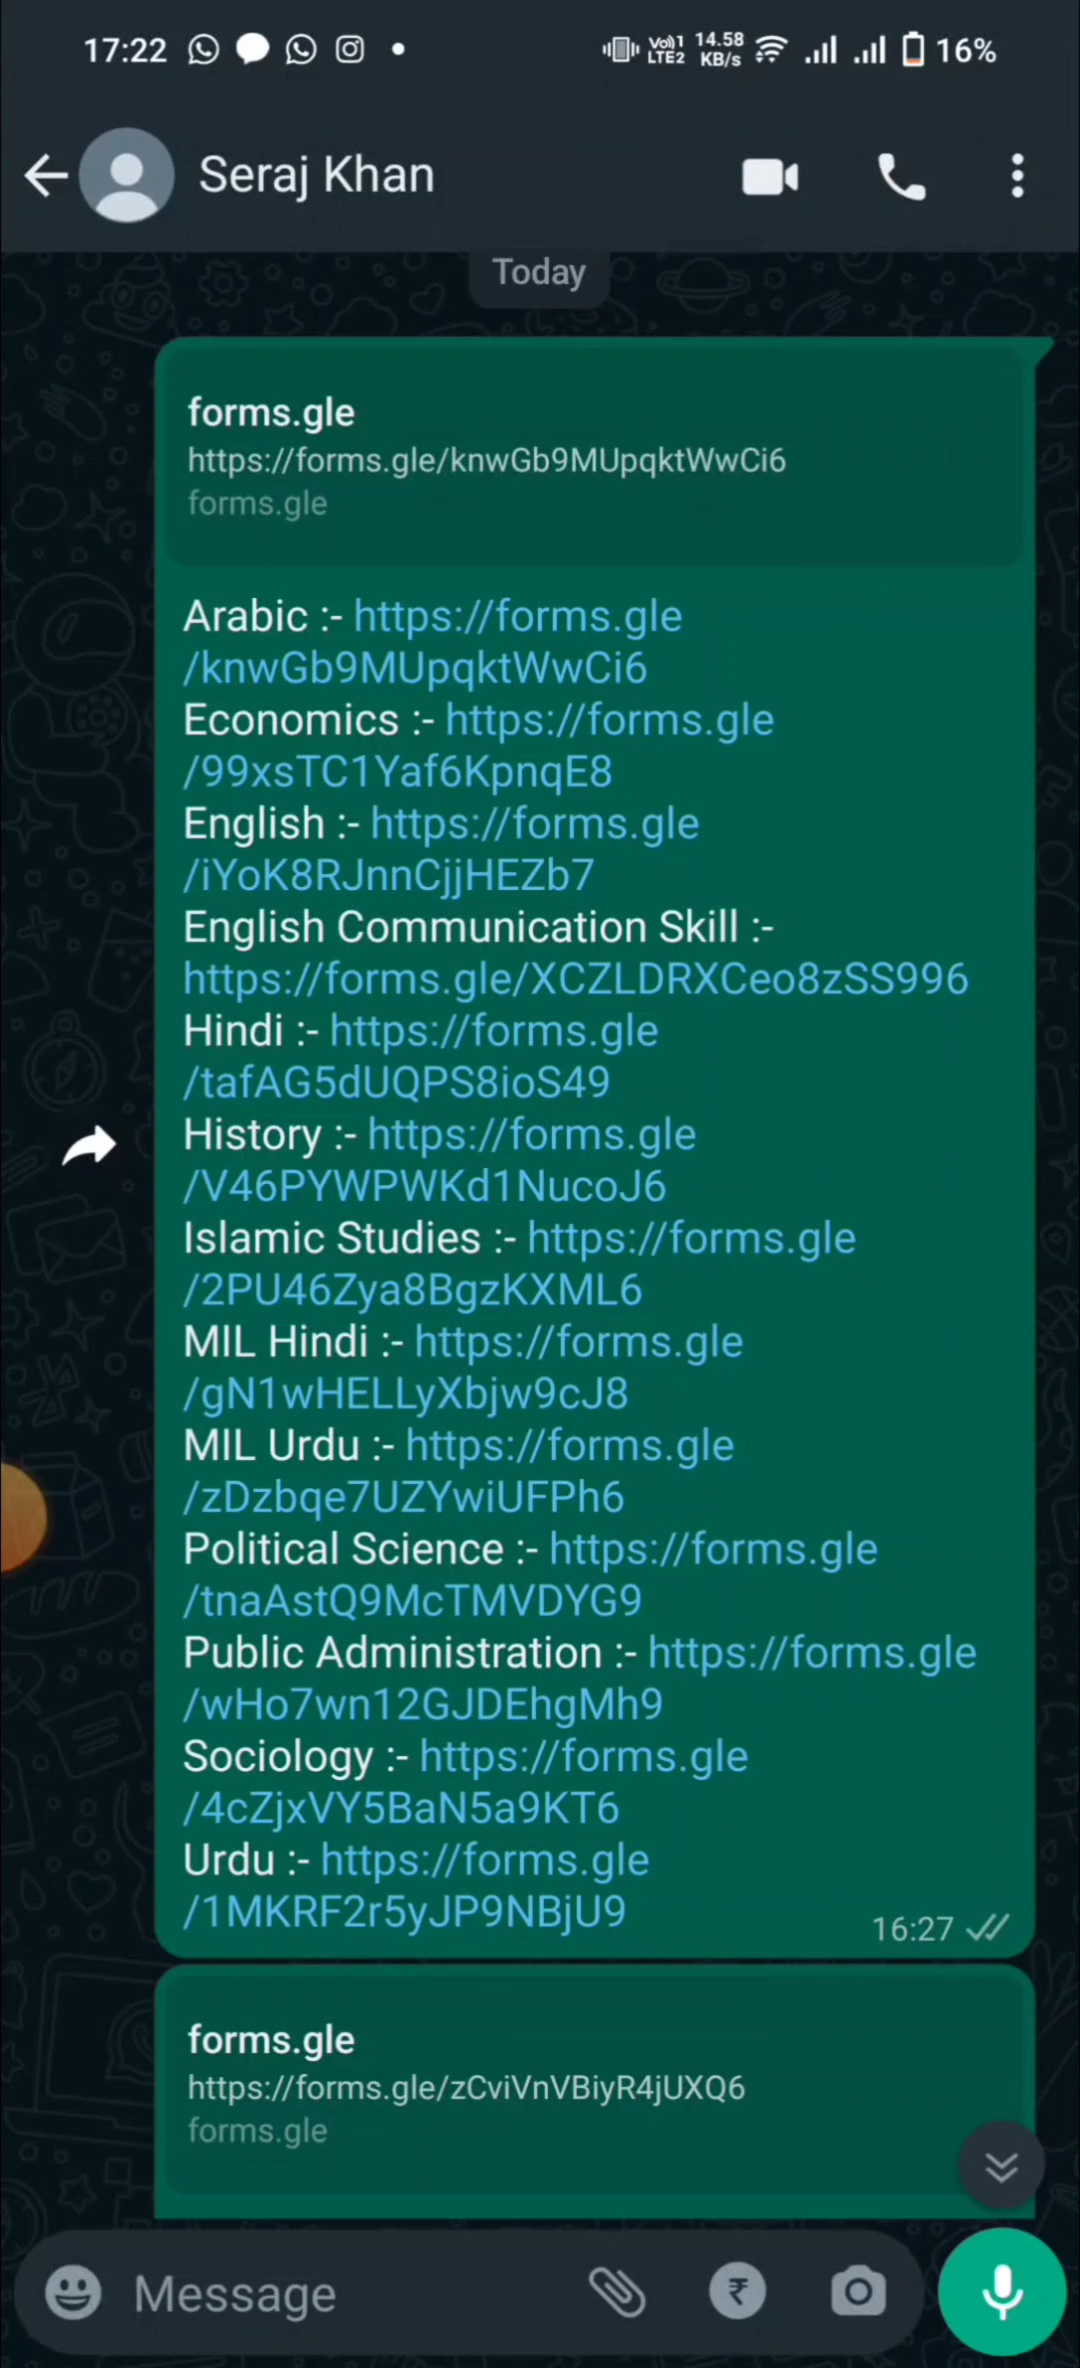 17:22
Vo))1 LTE2
14.58 KB/s
16%
Seraj Khan
Today
forms.gle
https://forms.gle/knwGb9MUpqktWwCi6
forms.gle
Arabic :- https://forms.gle
/knwGb9MUpqktWwCi6
Economics :- https://forms.gle
/99xsTC1Yaf6KpnqE8
English :- https://forms.gle
/iYoK8RJnnCjjHEZb7
English Communication Skill :-
https://forms.gle/XCZLDRXCeo8zSS996
Hindi :- https://forms.gle
/tafAG5dUQPS8ioS49
History :- https://forms.gle
/V46PYWPWKd1NucoJ6
Islamic Studies :- https://forms.gle
/2PU46Zya8BgzKXML6
MIL Hindi :- https://forms.gle
/gN1wHELLyXbjw9cJ8
MIL Urdu :- https://forms.gle
/zDzbqe7UZYwiUFPh6
Political Science :- https://forms.gle
/tnaAstQ9McTMVDYG9
Public Administration :- https://forms.gle
/wHo7wn12GJDEhgMh9
Sociology :- https://forms.gle
/4cZjxVY5BaN5a9KT6
Urdu :- https://forms.gle
/1MKRF2r5yJP9NBjU9
16:27
forms.gle
https://forms.gle/zCviVnVBiyR4jUXQ6
forms.gle
Message